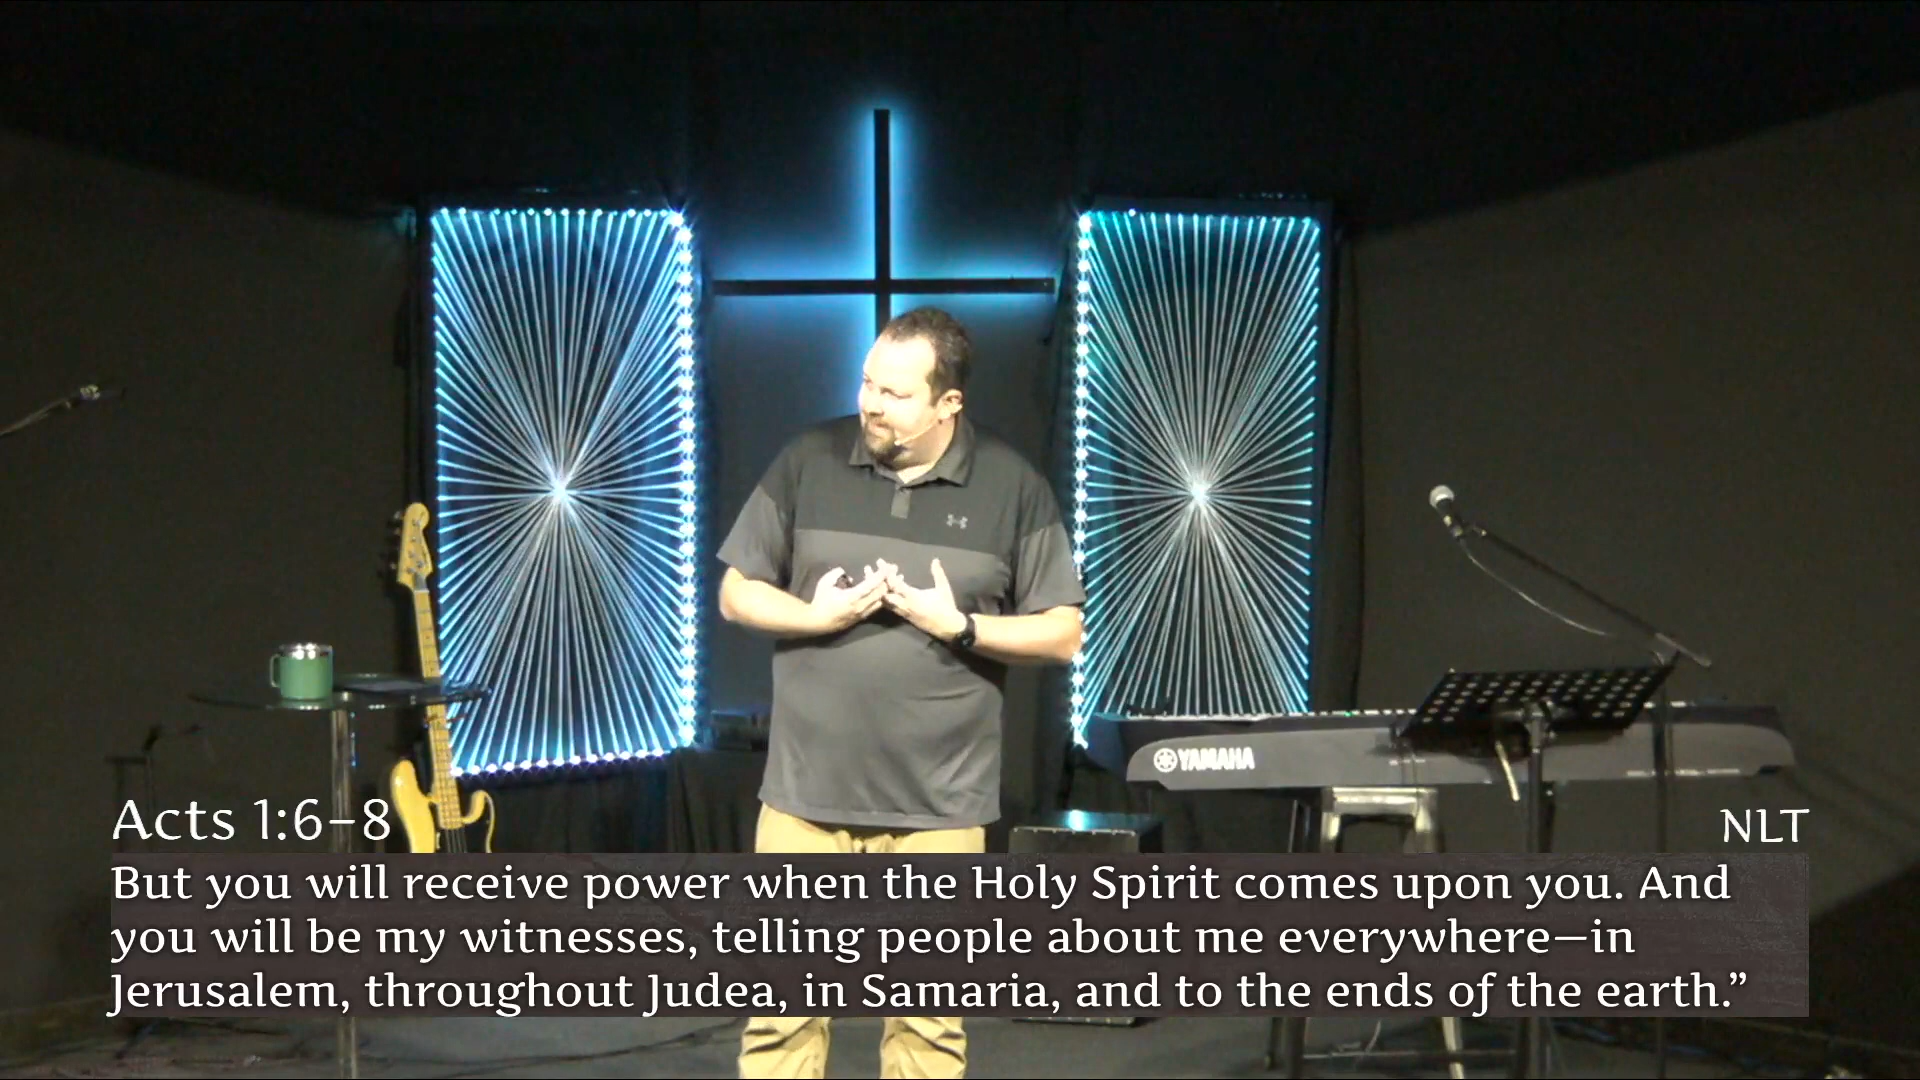 YAMAHA
Acts 1:6–8
NLT
But you will receive power when the Holy Spirit comes upon you. And
you will be my witnesses, telling people about me everywhere—in
Jerusalem, throughout Judea, in Samaria, and to the ends of the earth.”